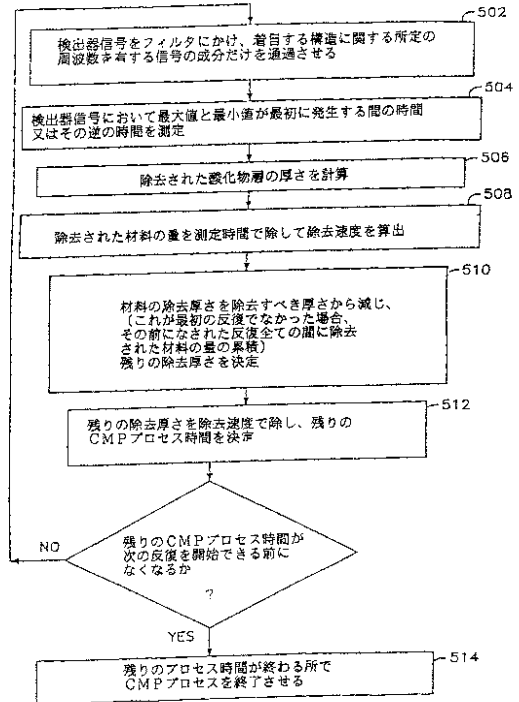 502
検出器信号をフィルタにかけ、着目する構造に関する所定の
周波数を有する信号の成分だけを通過させる
504
検出器信号において最大値と最小値が最初に発生する間の時間
又はその逆の時間を測定
506
除去された酸化物層の厚さを計算
508
除去された材料の量を測定時間で除して除去速度を算出
510
材料の除去厚さを除去すべき厚さから減じ、
(これが最初の反復でなかった場合、
その前になされた反復全ての間に除去
された材料の量の累積)
残りの除去厚さを決定
512
残りの除去厚さを除去速度で除し、残りの
CMPプロセス時間を決定
NO
残りのCMPプロセス時間が
次の反復を開始できる前に
なくなるか
?
YES
514
残りのプロセス時間が終わる所で
CMPプロセスを終了させる